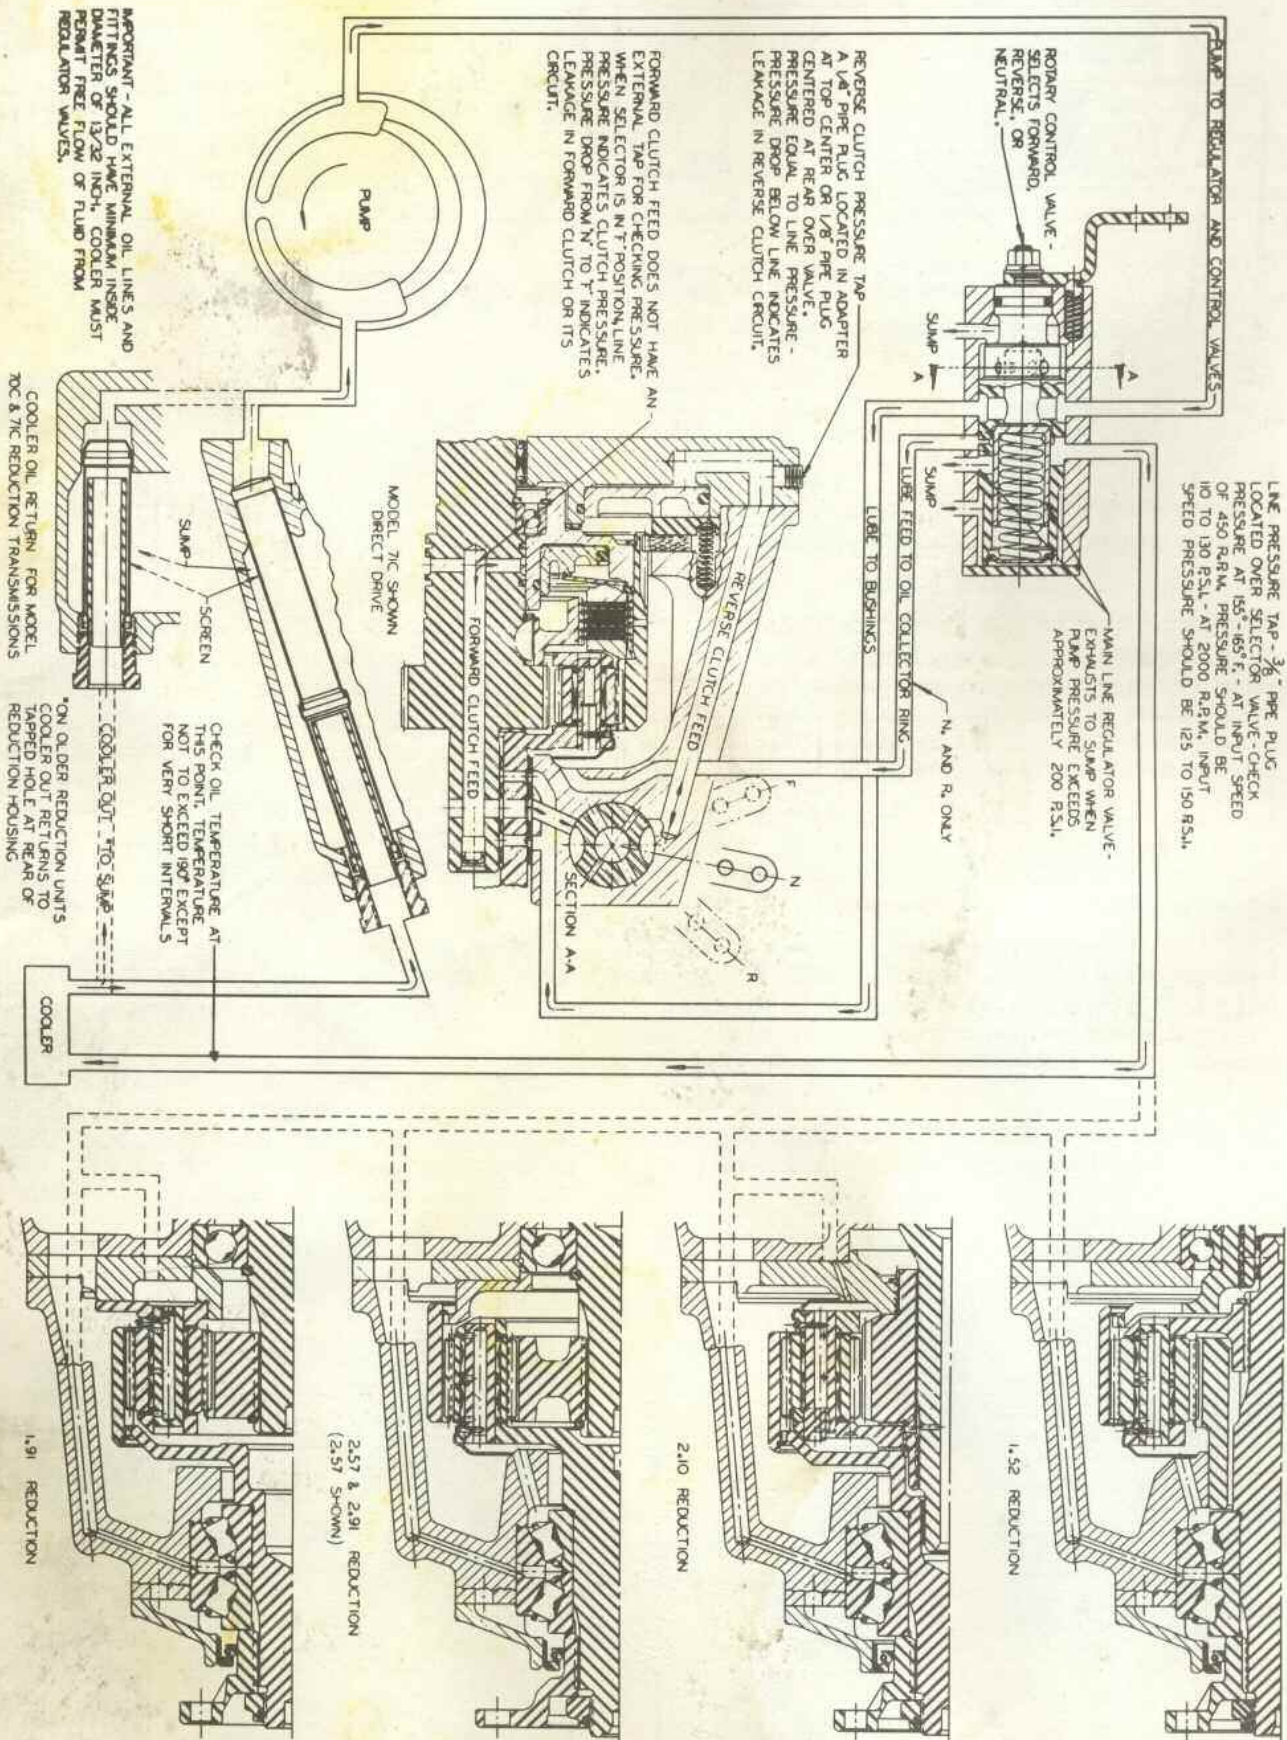 PUMP TO REGULATOR AND CONTROL VALVES
ROTARY CONTROL VALVE -
SELECTS FORWARD,
REVERSE, OR
NEUTRAL.
SUMP
A
A
SUMP
LINE PRESSURE TAP - 3/8" PIPE PLUG
LOCATED OVER SELECTOR VALVE - CHECK
PRESSURE AT 155° - 165° F. - AT INPUT SPEED
OF 450 R.P.M. PRESSURE SHOULD BE
110 TO 130 P.S.I. - AT 2000 R.P.M. INPUT
SPEED PRESSURE SHOULD BE 125 TO 150 P.S.I.
MAIN LINE REGULATOR VALVE -
EXHAUSTS TO SUMP WHEN
PUMP PRESSURE EXCEEDS
APPROXIMATELY 200 P.S.I.
N. AND R. ONLY
LUBE FEED TO OIL COLLECTOR RING
LUBE TO BUSHINGS
REVERSE CLUTCH PRESSURE TAP
A 1/8" PIPE PLUG LOCATED IN ADAPTER
AT TOP CENTER OR 1/8" PIPE PLUG
CENTERED AT REAR OVER VALVE.
PRESSURE EQUAL TO LINE PRESSURE -
PRESSURE DROP BELOW LINE INDICATES
LEAKAGE IN REVERSE CLUTCH CIRCUIT.
FORWARD CLUTCH FEED DOES NOT HAVE AN
EXTERNAL TAP FOR CHECKING PRESSURE.
WHEN SELECTOR IS IN "F" POSITION, LINE
PRESSURE INDICATES CLUTCH PRESSURE.
PRESSURE DROP FROM "N" TO "F" INDICATES
LEAKAGE IN FORWARD CLUTCH OR ITS
CIRCUIT.
REVERSE CLUTCH FEED
F
N
R
SECTION A-A
FORWARD CLUTCH FEED
MODEL 71C SHOWN
DIRECT DRIVE
PUMP
IMPORTANT - ALL EXTERNAL OIL LINES AND
FITTINGS SHOULD HAVE MINIMUM INSIDE
DIAMETER OF 13/32 INCH. COOLER MUST
PERMIT FREE FLOW OF FLUID FROM
REGULATOR VALVES.
SUMP
SCREEN
COOLER OIL RETURN FOR MODEL
70C & 71C REDUCTION TRANSMISSIONS
COOLER OUT *TO SUMP
*ON OLDER REDUCTION UNITS
COOLER OUT RETURNS TO
TAPPED HOLE AT REAR OF
REDUCTION HOUSING
CHECK OIL TEMPERATURE AT
THIS POINT. TEMPERATURE
NOT TO EXCEED 190° EXCEPT
FOR VERY SHORT INTERVALS
COOLER
1.52 REDUCTION
2.10 REDUCTION
2.57 & 2.91 REDUCTION
(2.57 SHOWN)
1.91 REDUCTION